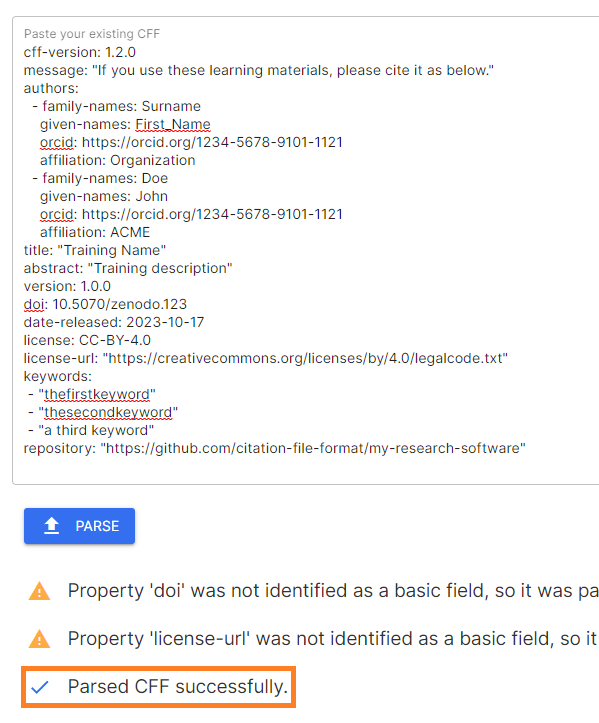 Paste your existing CFF
cff-version: 1.2.0
message: "If you use these learning materials, please cite it as below."
authors:
  - family-names: Surname
    given-names: First_Name
    orcid: https://orcid.org/1234-5678-9101-1121
    affiliation: Organization
  - family-names: Doe
    given-names: John
    orcid: https://orcid.org/1234-5678-9101-1121
    affiliation: ACME
title: "Training Name"
abstract: "Training description"
version: 1.0.0
doi: 10.5070/zenodo.123
date-released: 2023-10-17
license: CC-BY-4.0
license-url: "https://creativecommons.org/licenses/by/4.0/legalcode.txt"
keywords:
 - "thefirstkeyword"
 - "thesecondkeyword"
 - "a third keyword"
repository: "https://github.com/citation-file-format/my-research-software"
PARSE
Property 'doi' was not identified as a basic field, so it was pa
Property 'license-url' was not identified as a basic field, so it
Parsed CFF successfully.